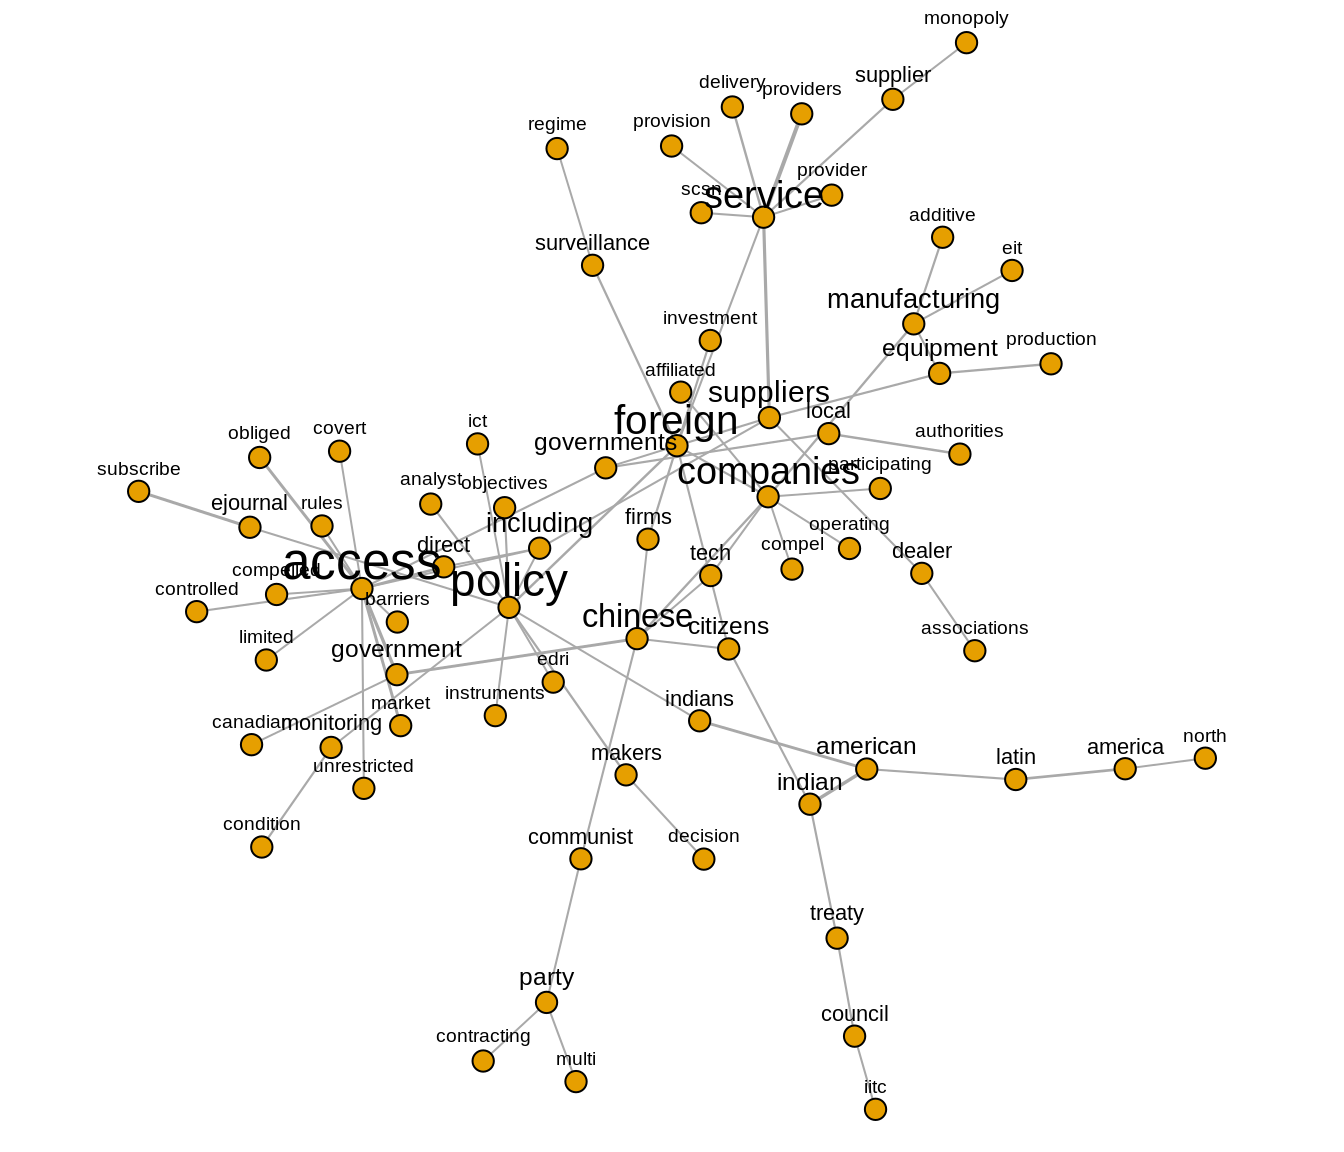 monopoly
supplier
delivery
providers
provision
regime
provider
scsn
service
additive
surveillance
eit
manufacturing
investment
production
equipment
affiliated
suppliers
local
foreign
ict
covert
obliged
governments
authorities
participating
companies
subscribe
analyst
objectives
ejournal
rules
firms
including
operating
direct
compel
tech
dealer
access
compelled
policy
controlled
barriers
chinese
citizens
associations
limited
government
edri
instruments
indians
market
canadian
monitoring
north
american
america
latin
makers
unrestricted
indian
condition
communist
decision
treaty
party
council
contracting
multi
iitc